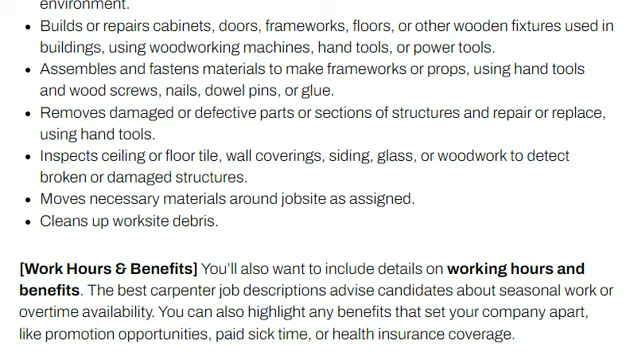 environment.
• Builds or repairs cabinets, doors, frameworks, floors, or other wooden fixtures used in
buildings, using woodworking machines, hand tools, or power tools.
• Assembles and fastens materials to make frameworks or props, using hand tools
and wood screws, nails, dowel pins, or glue.
• Removes damaged or defective parts or sections of structures and repair or replace,
using hand tools.
• Inspects ceiling or floor tile, wall coverings, siding, glass, or woodwork to detect
broken or damaged structures.
• Moves necessary materials around jobsite as assigned.
• Cleans up worksite debris.
[Work Hours & Benefits] You’ll also want to include details on working hours and
benefits. The best carpenter job descriptions advise candidates about seasonal work or
overtime availability. You can also highlight any benefits that set your company apart,
like promotion opportunities, paid sick time, or health insurance coverage.